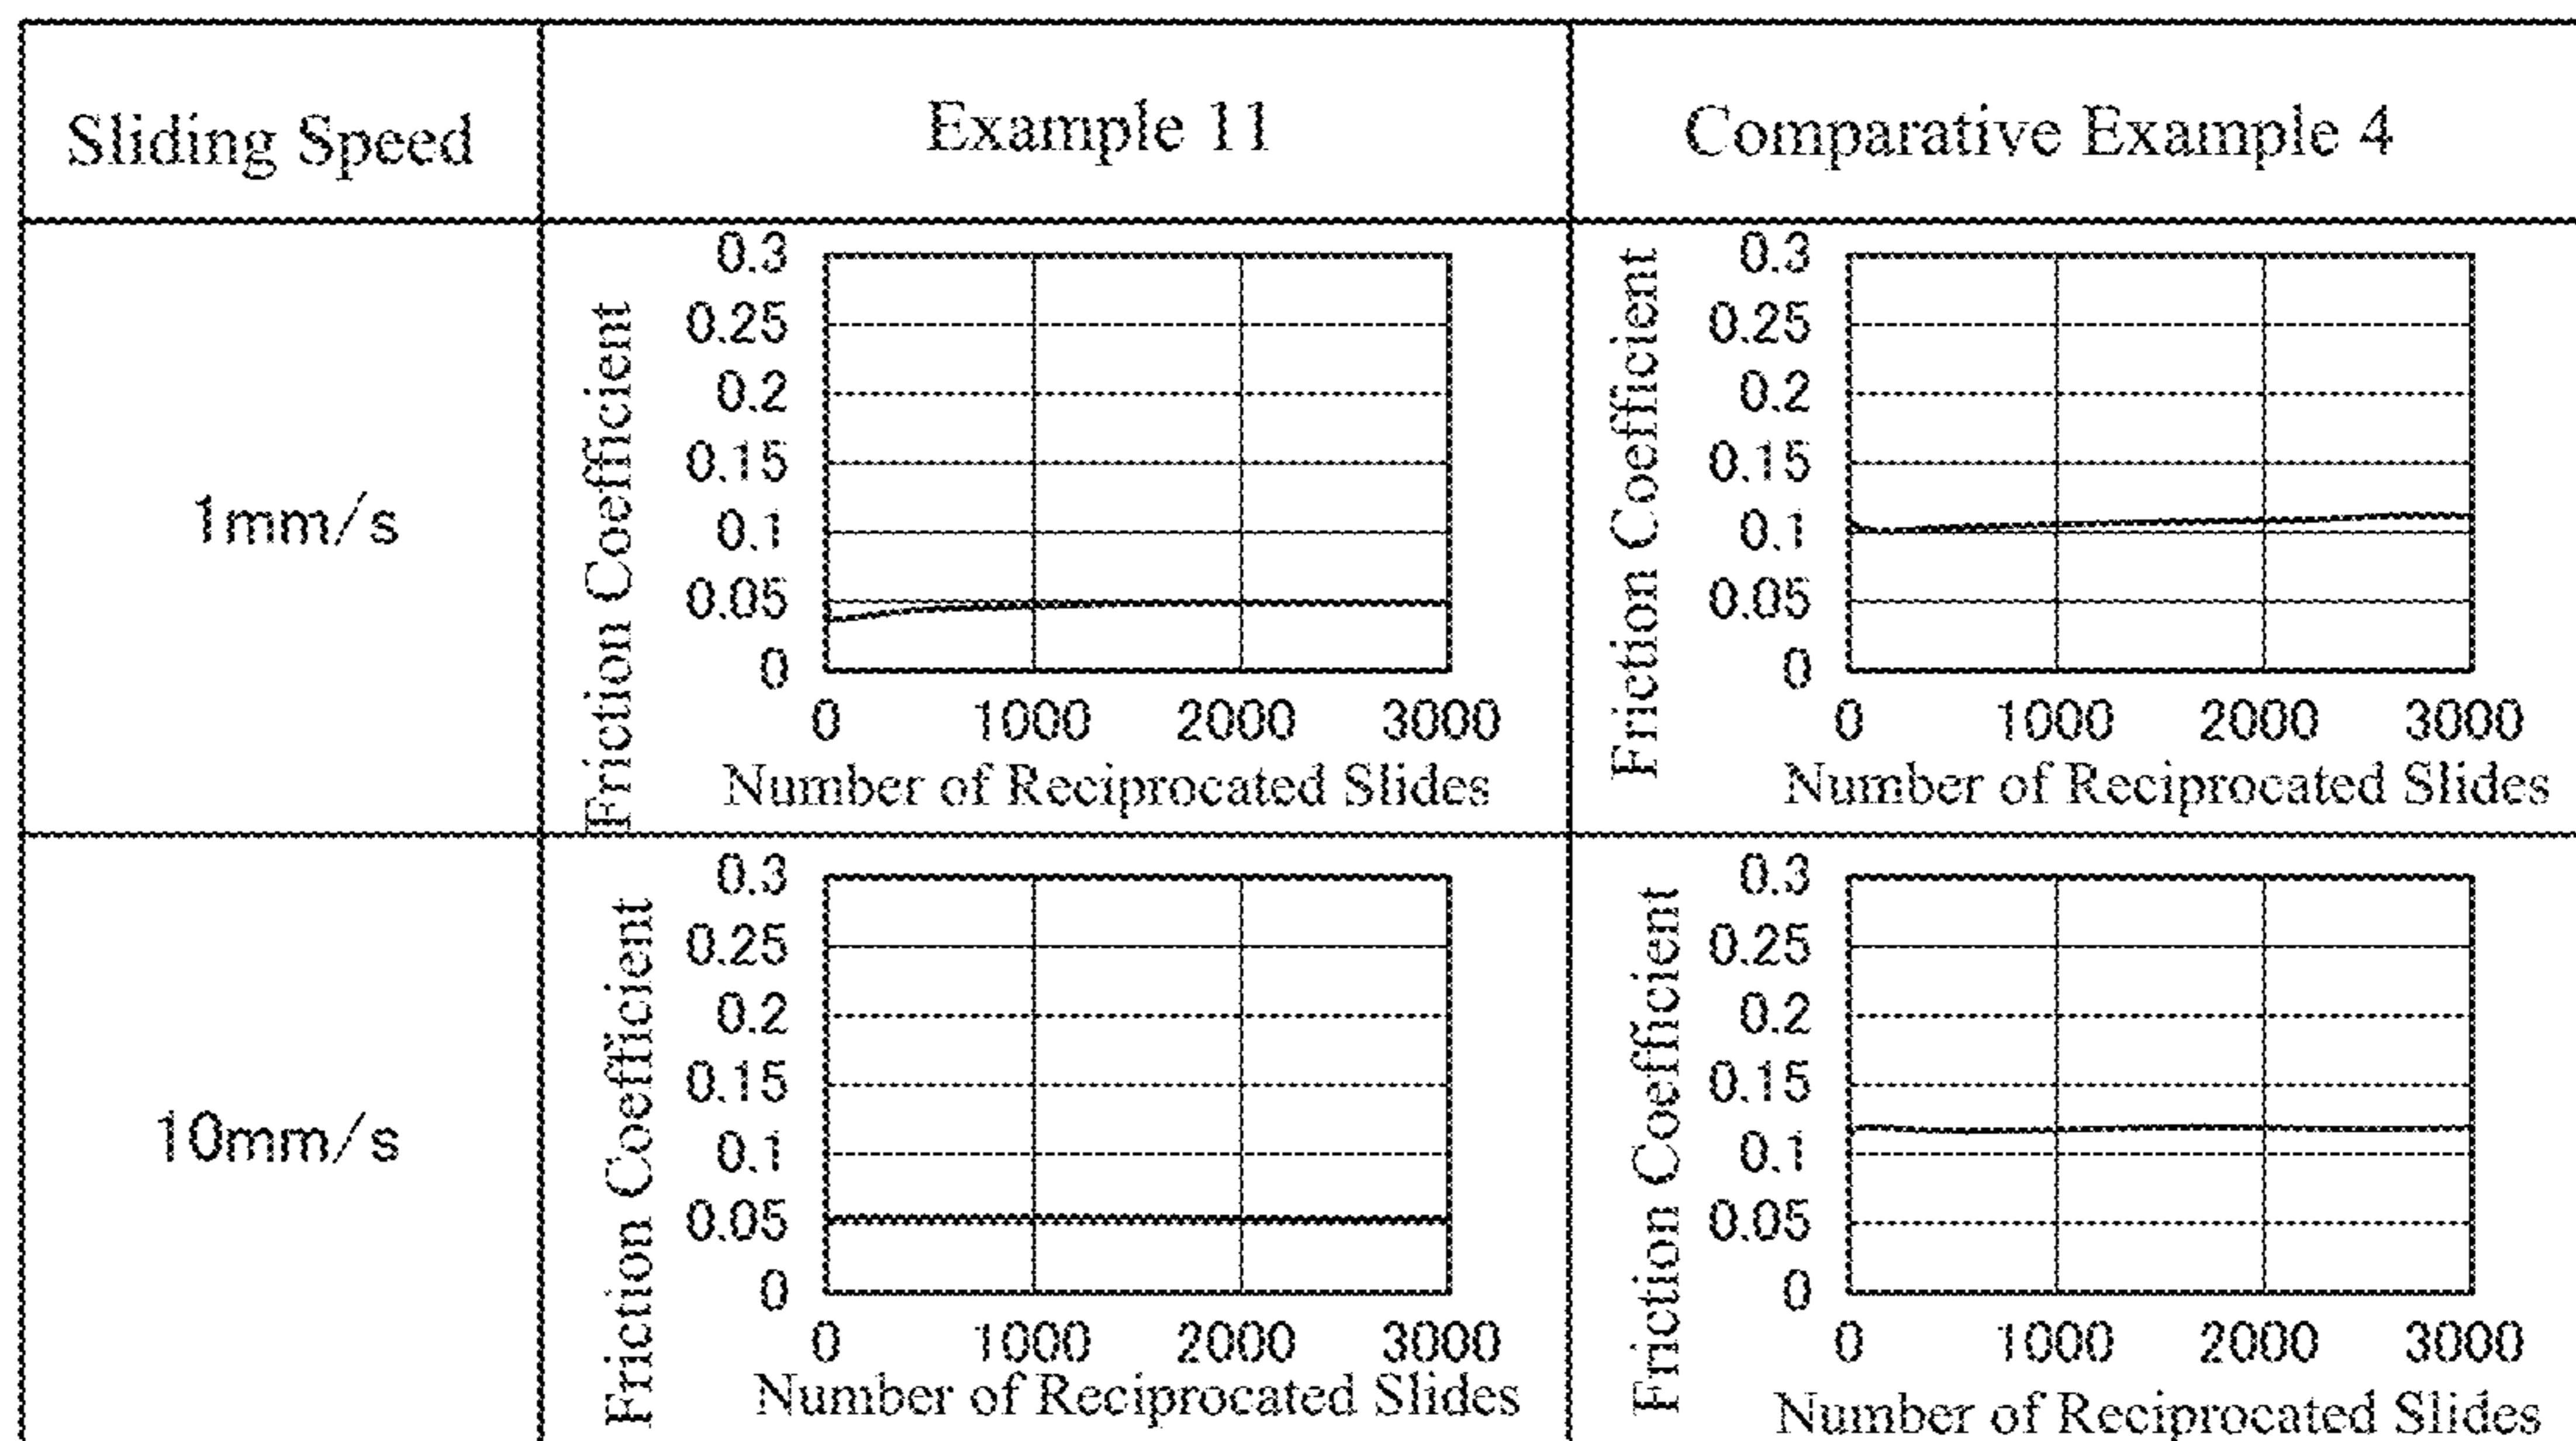 Sliding Speed
Example 11
Comparative Example 4
1mm/s
Friction Coefficient
0.3
0.25
0.2
0.15
0.1
0.05
0
0 1000 2000 3000
Number of Reciprocated Slides
Friction Coefficient
0.3
0.25
0.2
0.15
0.1
0.05
0
0 1000 2000 3000
Number of Reciprocated Slides
10mm/s
Friction Coefficient
0.3
0.25
0.2
0.15
0.1
0.05
0
0 1000 2000 3000
Number of Reciprocated Slides
Friction Coefficient
0.3
0.25
0.2
0.15
0.1
0.05
0
0 1000 2000 3000
Number of Reciprocated Slides